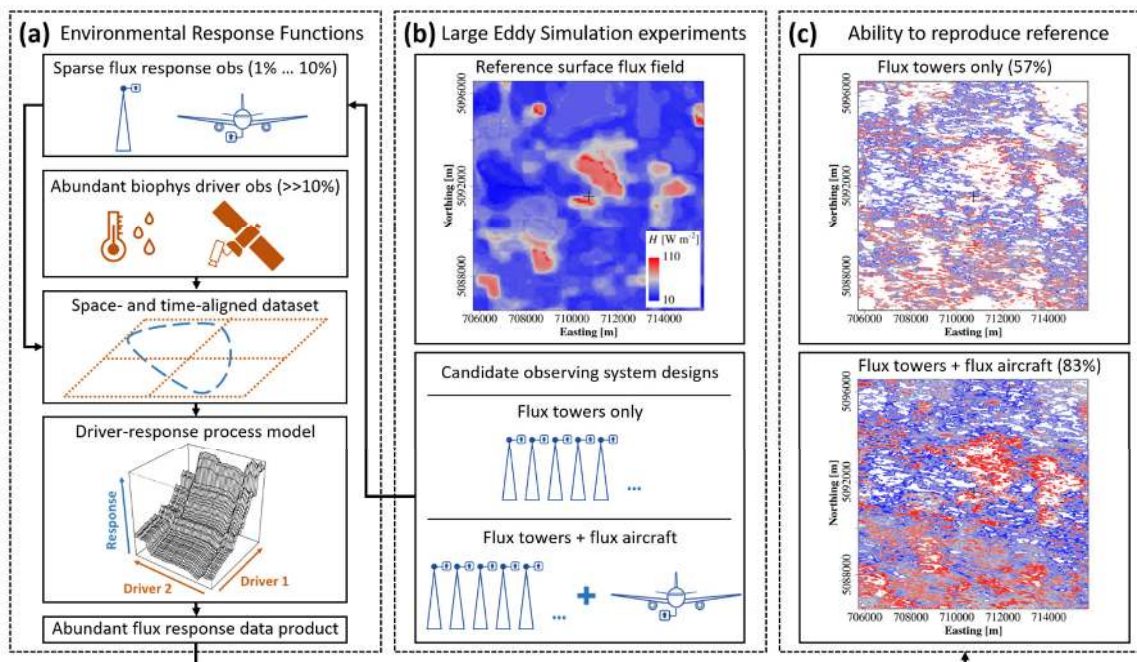 (a) Environmental Response Functions
Sparse flux response obs (1% ... 10%)
Abundant biophys driver obs (>>10%)
Space- and time-aligned dataset
Driver-response process model
Response
Driver 2
Driver 1
Abundant flux response data product
(b) Large Eddy Simulation experiments
Reference surface flux field
Northing [m]
5096000
5092000
5088000
H [W m⁻²]
110
10
706000 708000 710000 712000 714000
Easting [m]
Candidate observing system designs
Flux towers only
...
Flux towers + flux aircraft
... +
(c) Ability to reproduce reference
Flux towers only (57%)
Northing [m]
5096000
5092000
5088000
706000 708000 710000 712000 714000
Easting [m]
Flux towers + flux aircraft (83%)
Northing [m]
5096000
5092000
5088000
706000 708000 710000 712000 714000
Easting [m]